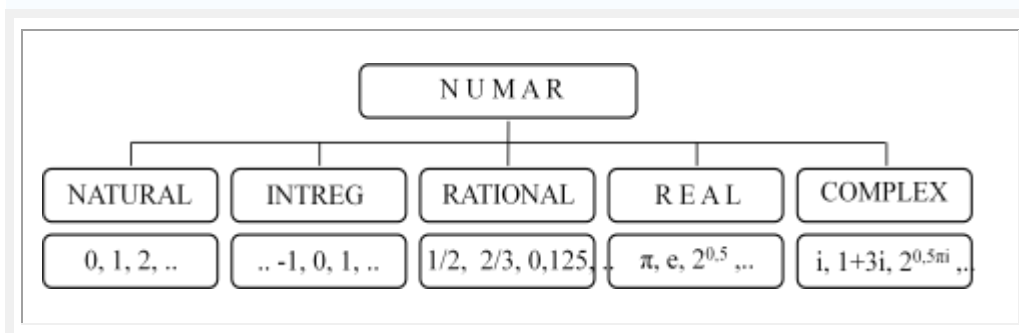 N U M A R
NATURAL INTREG RATIONAL R E A L COMPLEX
0, 1, 2, .. .. -1, 0, 1, .. 1/2, 2/3, 0,125, .. π, e, 2^0,5 ,.. i, 1+3i, 2^0,5πi ,..